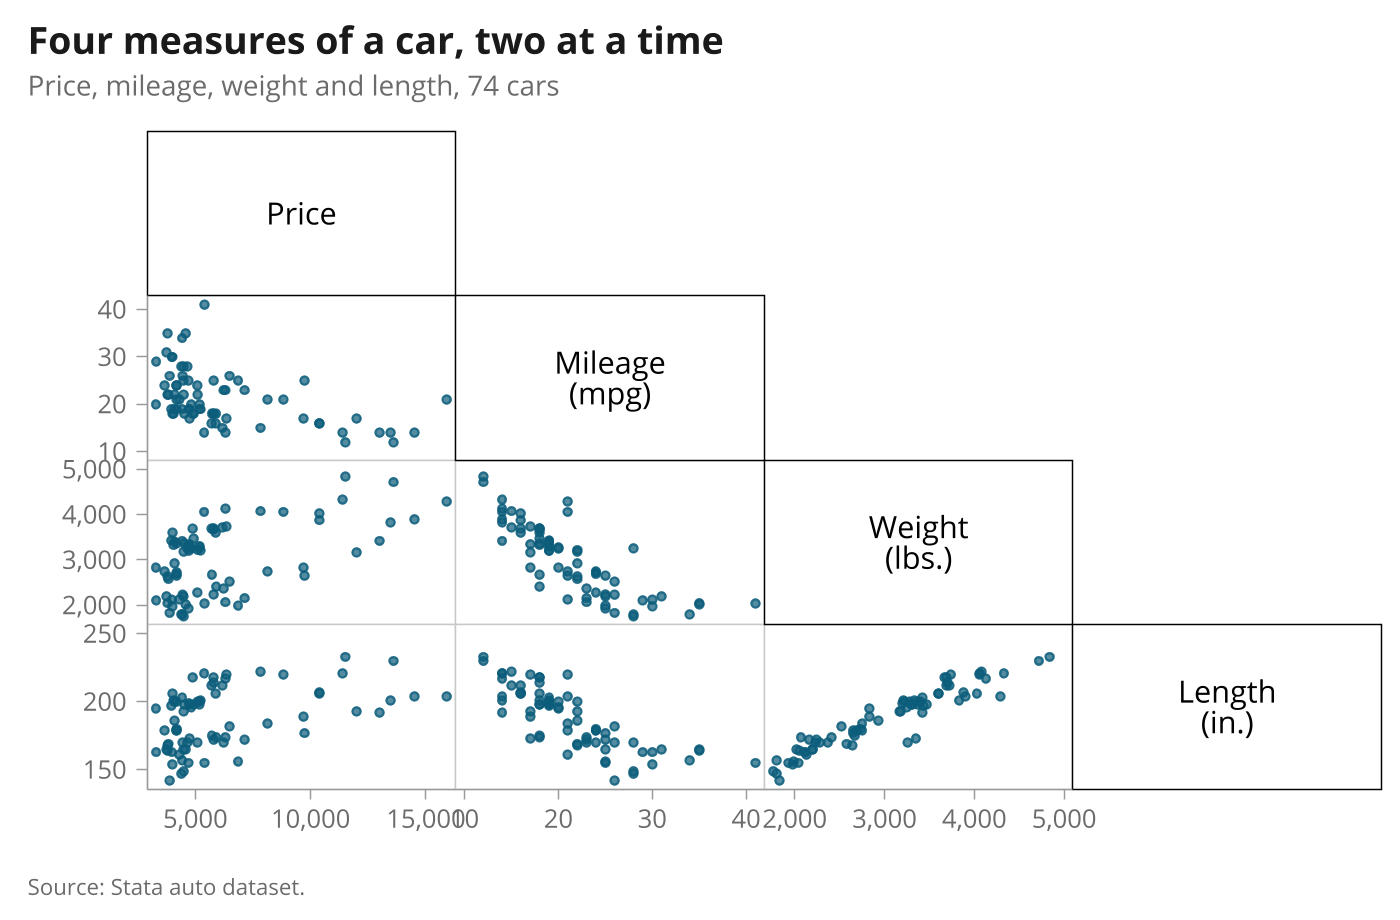 Four measures of a car, two at a time
Price, mileage, weight and length, 74 cars
Price
40
30
20
10
Mileage
(mpg)
5,000
4,000
3,000
2,000
Weight
(lbs.)
250
200
150
Length
(in.)
5,000 10,000 15,000 10 20 30 40 2,000 3,000 4,000 5,000
Source: Stata auto dataset.